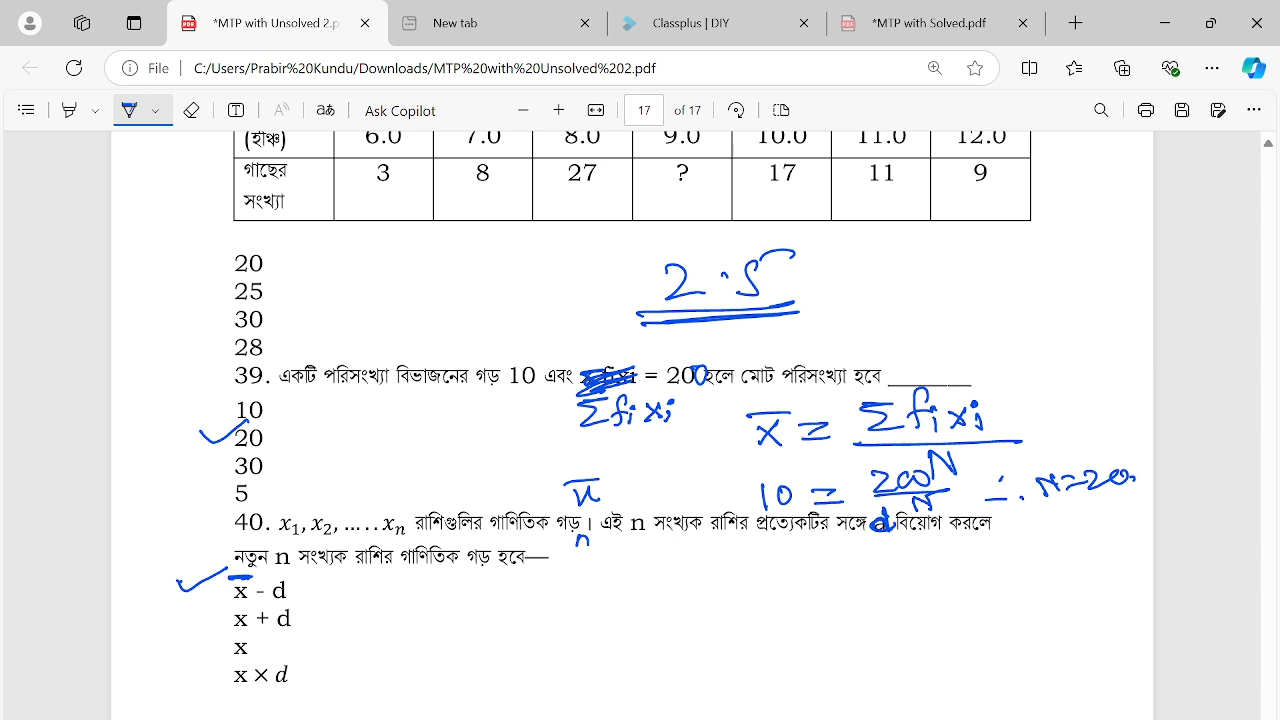 *MTP with Unsolved 2.p
New tab
Classplus | DIY
*MTP with Solved.pdf
File | C:/Users/Prabir%20Kundu/Downloads/MTP%20with%20Unsolved%202.pdf
Ask Copilot
17 of 17
(হাঞ্চ) 6.0 7.0 8.0 9.0 10.0 11.0 12.0
গাছের সংখ্যা 3 8 27 ? 17 11 9
20
25
30
28
2.5
39. একটি পরিসংখ্যা বিভাজনের গড় 10 এবং = 200 হলে মোট পরিসংখ্যা হবে ________
Σfi xi
10
20
30
5
x̄ = Σfi xi / N
10 = 200 / N ∴ N=20
x̄
40. x₁, x₂, ….. xₙ রাশিগুলির গাণিতিক গড় । এই n সংখ্যক রাশির প্রত্যেকটির সঙ্গে d বিয়োগ করলে
n
নতুন n সংখ্যক রাশির গাণিতিক গড় হবে—
x̄ - d
x + d
x
x × d